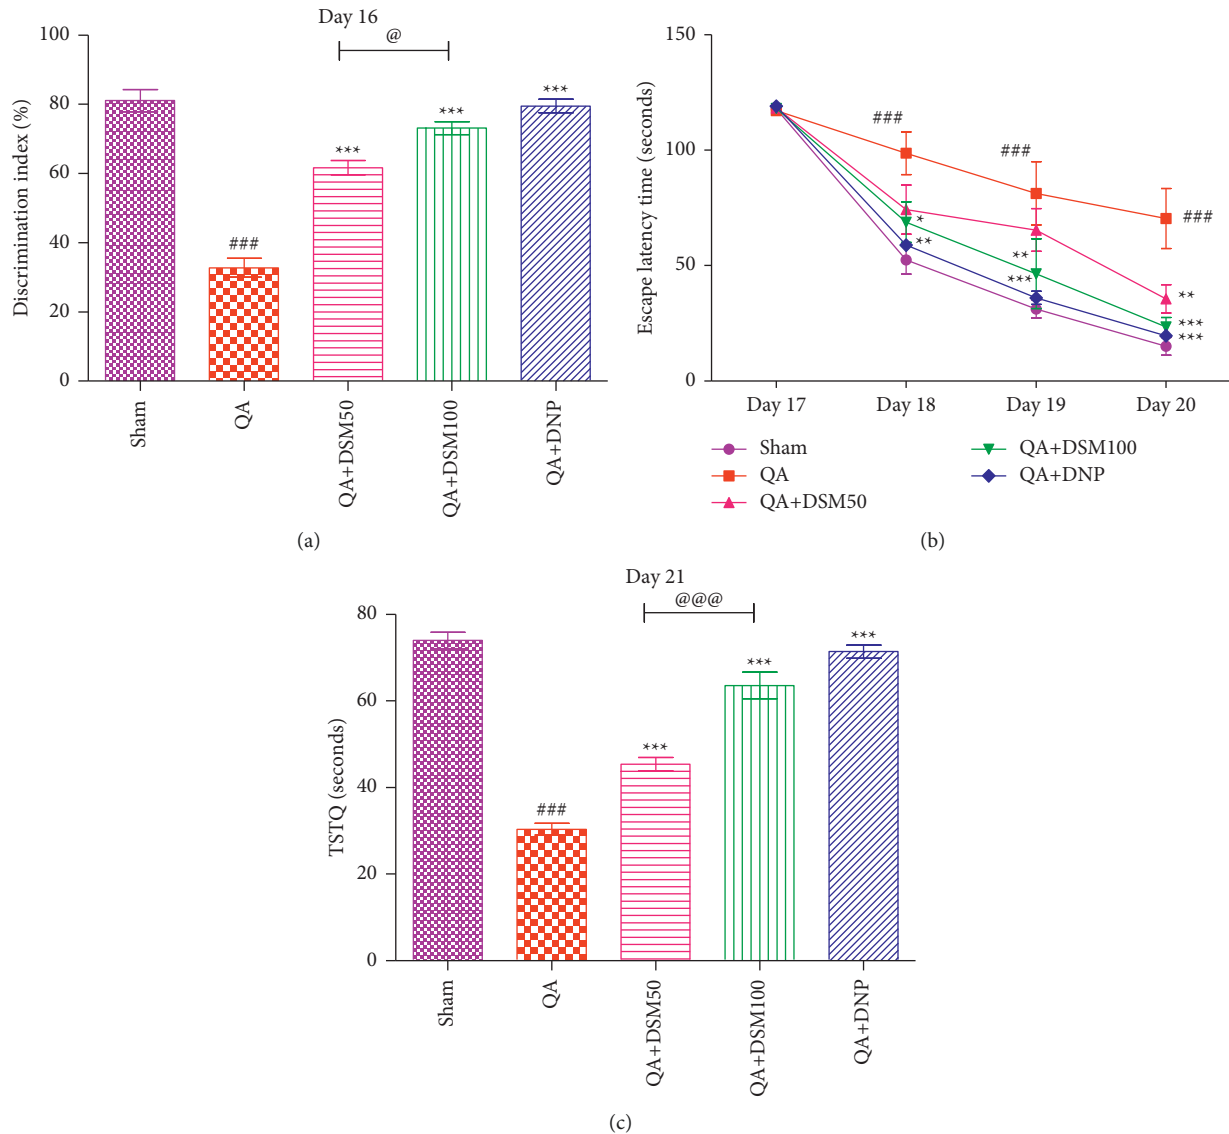 Day 16
@
Discrimination index (%)
100
80
60
40
20
0
###
***
***
***
Sham
QA
QA+DSM50
QA+DSM100
QA+DNP
(a)
Escape latency time (seconds)
150
100
50
0
###
###
###
*
**
**
***
**
***
***
Day 17
Day 18
Day 19
Day 20
Sham
QA
QA+DSM50
QA+DSM100
QA+DNP
(b)
Day 21
@@@
TSTQ (seconds)
80
60
40
20
0
###
***
***
***
Sham
QA
QA+DSM50
QA+DSM100
QA+DNP
(c)